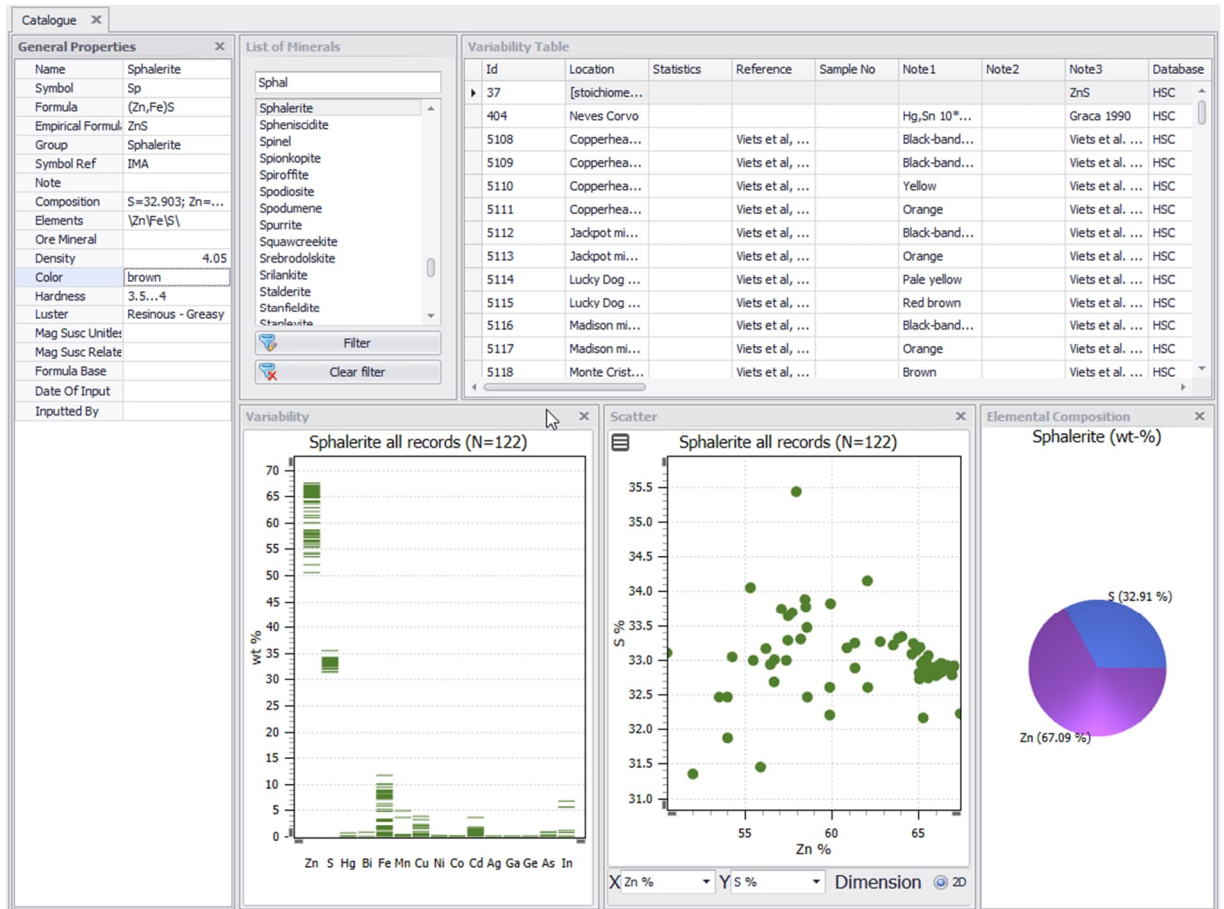 Catalogue
General Properties
Name Sphalerite
Symbol Sp
Formula (Zn,Fe)S
Empirical Formul ZnS
Group Sphalerite
Symbol Ref IMA
Note
Composition S=32.903; Zn=...
Elements \Zn\Fe\S\
Ore Mineral
Density 4.05
Color brown
Hardness 3.5...4
Luster Resinous - Greasy
Mag Susc Unitles
Mag Susc Relate
Formula Base
Date Of Input
Inputted By
List of Minerals
Sphal
Sphalerite
Spheniscidite
Spinel
Spionkopite
Spiroffite
Spodiosite
Spodumene
Spurrite
Squawcreekite
Srebrodolskite
Srilankite
Stalderite
Stanfieldite
Stanleyite
Filter
Clear filter
Variability Table
Id Location Statistics Reference Sample No Note1 Note2 Note3 Database
37 [stoichiome... ZnS HSC
404 Neves Corvo Hg,Sn 10*... Graca 1990 HSC
5108 Copperhea... Viets et al, ... Black-band... Viets et al. ... HSC
5109 Copperhea... Viets et al, ... Black-band... Viets et al. ... HSC
5110 Copperhea... Viets et al, ... Yellow Viets et al. ... HSC
5111 Copperhea... Viets et al, ... Orange Viets et al. ... HSC
5112 Jackpot mi... Viets et al, ... Black-band... Viets et al. ... HSC
5113 Jackpot mi... Viets et al, ... Orange Viets et al. ... HSC
5114 Lucky Dog ... Viets et al, ... Pale yellow Viets et al. ... HSC
5115 Lucky Dog ... Viets et al, ... Red brown Viets et al. ... HSC
5116 Madison mi... Viets et al, ... Black-band... Viets et al. ... HSC
5117 Madison mi... Viets et al, ... Orange Viets et al. ... HSC
5118 Monte Crist... Viets et al, ... Brown Viets et al. ... HSC
Variability
Sphalerite all records (N=122)
70
65
60
55
50
45
40
35
30
25
20
15
10
5
0
wt %
Zn S Hg Bi Fe Mn Cu Ni Co Cd Ag Ga Ge As In
Scatter
Sphalerite all records (N=122)
35.5
35.0
34.5
34.0
33.5
33.0
32.5
32.0
31.5
31.0
S %
55 60 65
Zn %
X Zn % Y S % Dimension 2D
Elemental Composition
Sphalerite (wt-%)
S (32.91 %)
Zn (67.09 %)